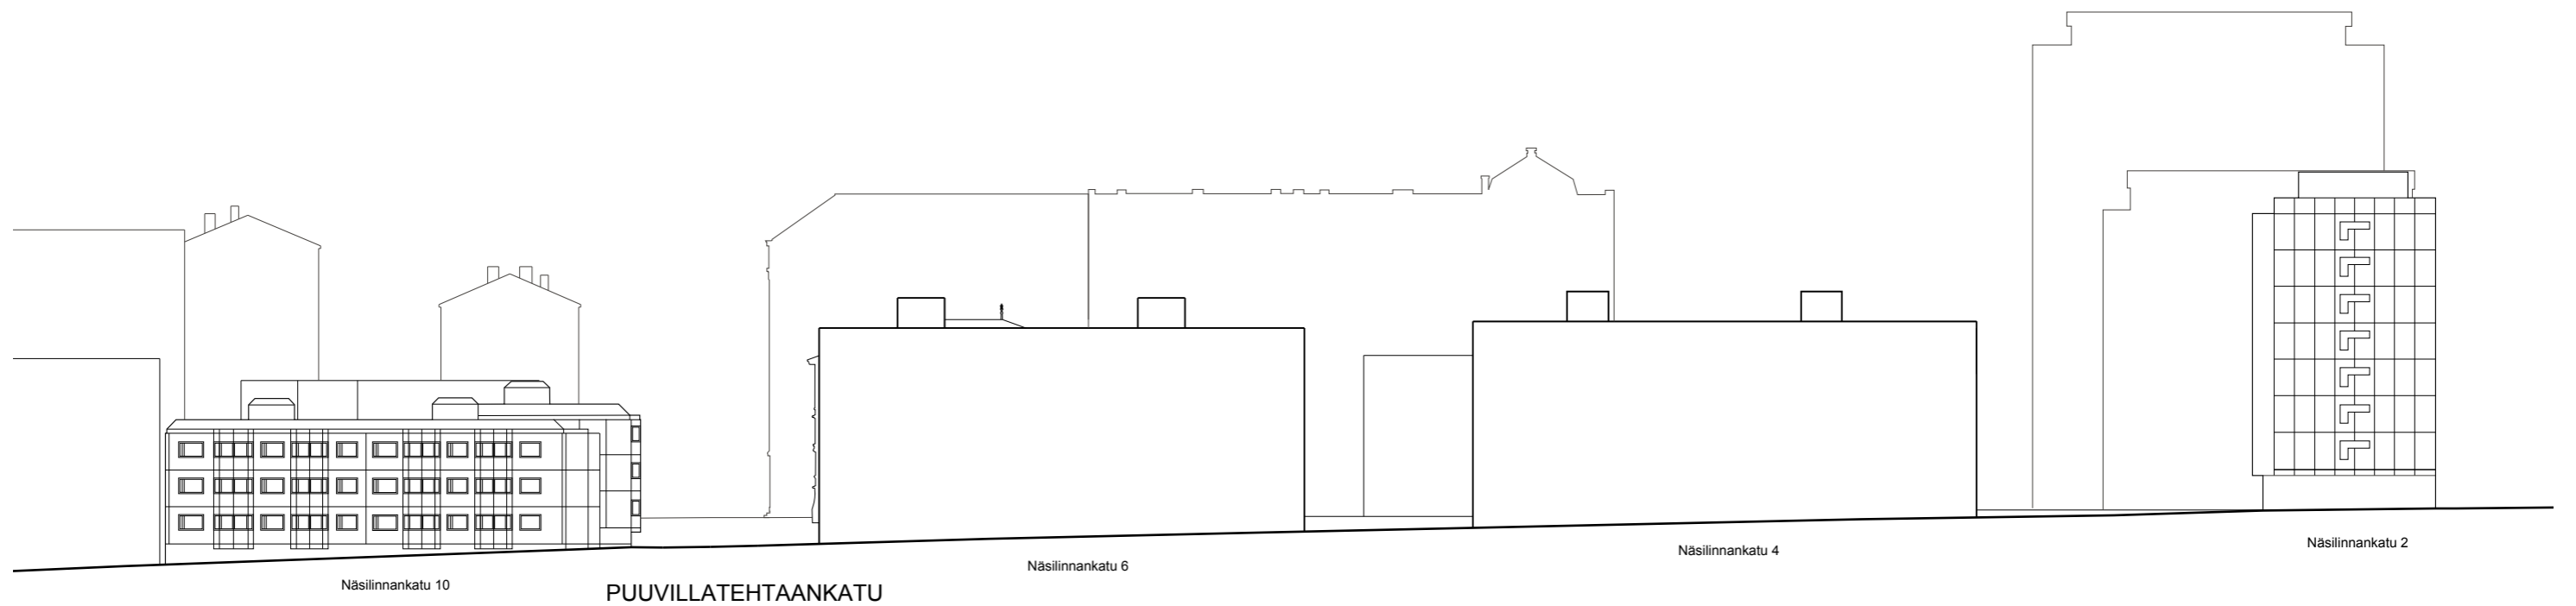 Näsilinnankatu 10
PUUVILLATEHTAANKATU
Näsilinnankatu 6
Näsilinnankatu 4
Näsilinnankatu 2